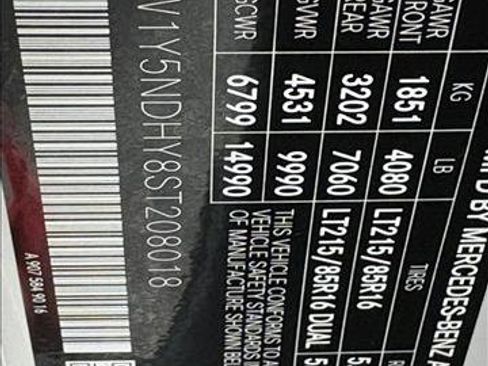 MERCEDES-BENZ
KG LB TIRES
GAWR FRONT 1851 4080 LT215/85R16
GAWR REAR 3202 7060 LT215/85R16 DUAL
GVWR 4531 9990
GCWR 6799 14990
THIS VEHICLE CONFORMS TO
VEHICLE SAFETY STANDARDS
OF MANUFACTURE SHOWN
V1Y5NDHY8ST208018
A 907 584 90 16